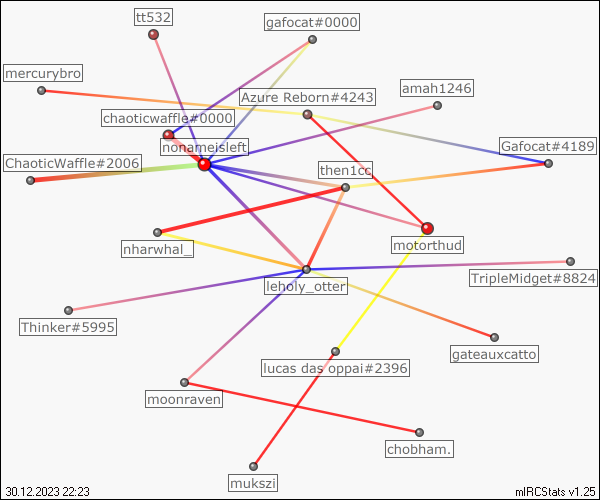 tt532
gafocat#0000
mercurybro
amah1246
Azure Reborn#4243
chaoticwaffle#0000
nonameisleft
Gafocat#4189
ChaoticWaffle#2006
then1cc
nharwhal_
motorthud
TripleMidget#8824
leholy_otter
Thinker#5995
gateauxcatto
lucas das oppai#2396
moonraven
chobham.
mukszi
30.12.2023 22:23
mIRCStats v1.25